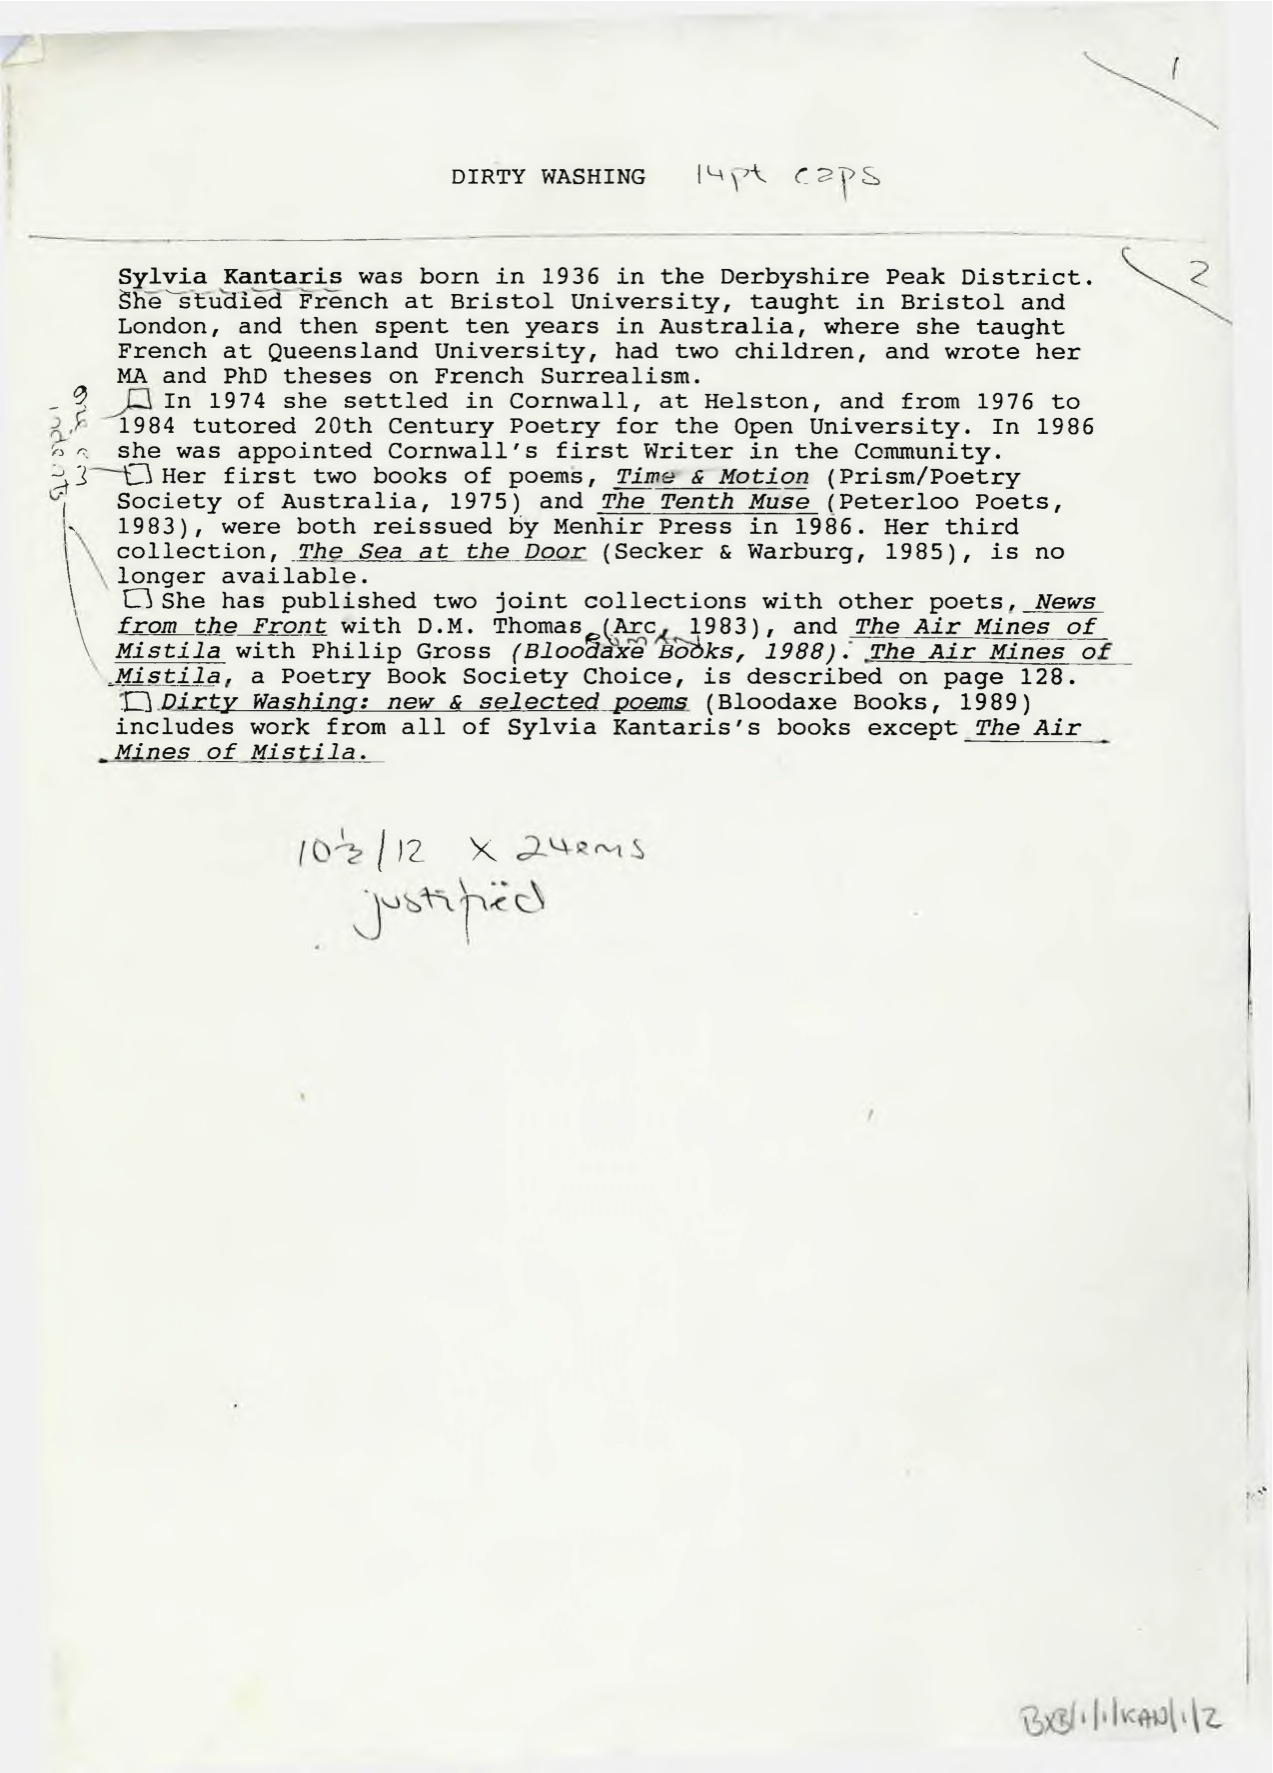 1
DIRTY WASHING 14pt caps
2
Sylvia Kantaris was born in 1936 in the Derbyshire Peak District.
She studied French at Bristol University, taught in Bristol and
London, and then spent ten years in Australia, where she taught
French at Queensland University, had two children, and wrote her
MA and PhD theses on French Surrealism.
In 1974 she settled in Cornwall, at Helston, and from 1976 to
1984 tutored 20th Century Poetry for the Open University. In 1986
she was appointed Cornwall's first Writer in the Community.
Her first two books of poems, Time & Motion (Prism/Poetry
Society of Australia, 1975) and The Tenth Muse (Peterloo Poets,
1983), were both reissued by Menhir Press in 1986. Her third
collection, The Sea at the Door (Secker & Warburg, 1985), is no
longer available.
She has published two joint collections with other poets, News
from the Front with D.M. Thomas (Arc, 1983), and The Air Mines of
roman
Mistila with Philip Gross (Bloodaxe Books, 1988). The Air Mines of
Mistila, a Poetry Book Society Choice, is described on page 128.
Dirty Washing: new & selected poems (Bloodaxe Books, 1989)
includes work from all of Sylvia Kantaris's books except The Air
Mines of Mistila.
one em
indents
10½/12 X 24ems
justified
BXB/1/1/KAN/1/2